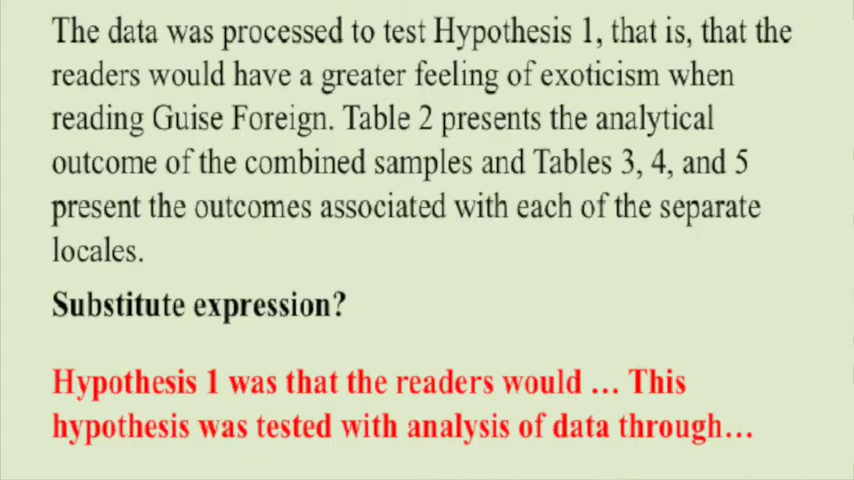 The data was processed to test Hypothesis 1, that is, that the
readers would have a greater feeling of exoticism when
reading Guise Foreign. Table 2 presents the analytical
outcome of the combined samples and Tables 3, 4, and 5
present the outcomes associated with each of the separate
locales.
Substitute expression?
Hypothesis 1 was that the readers would … This
hypothesis was tested with analysis of data through…